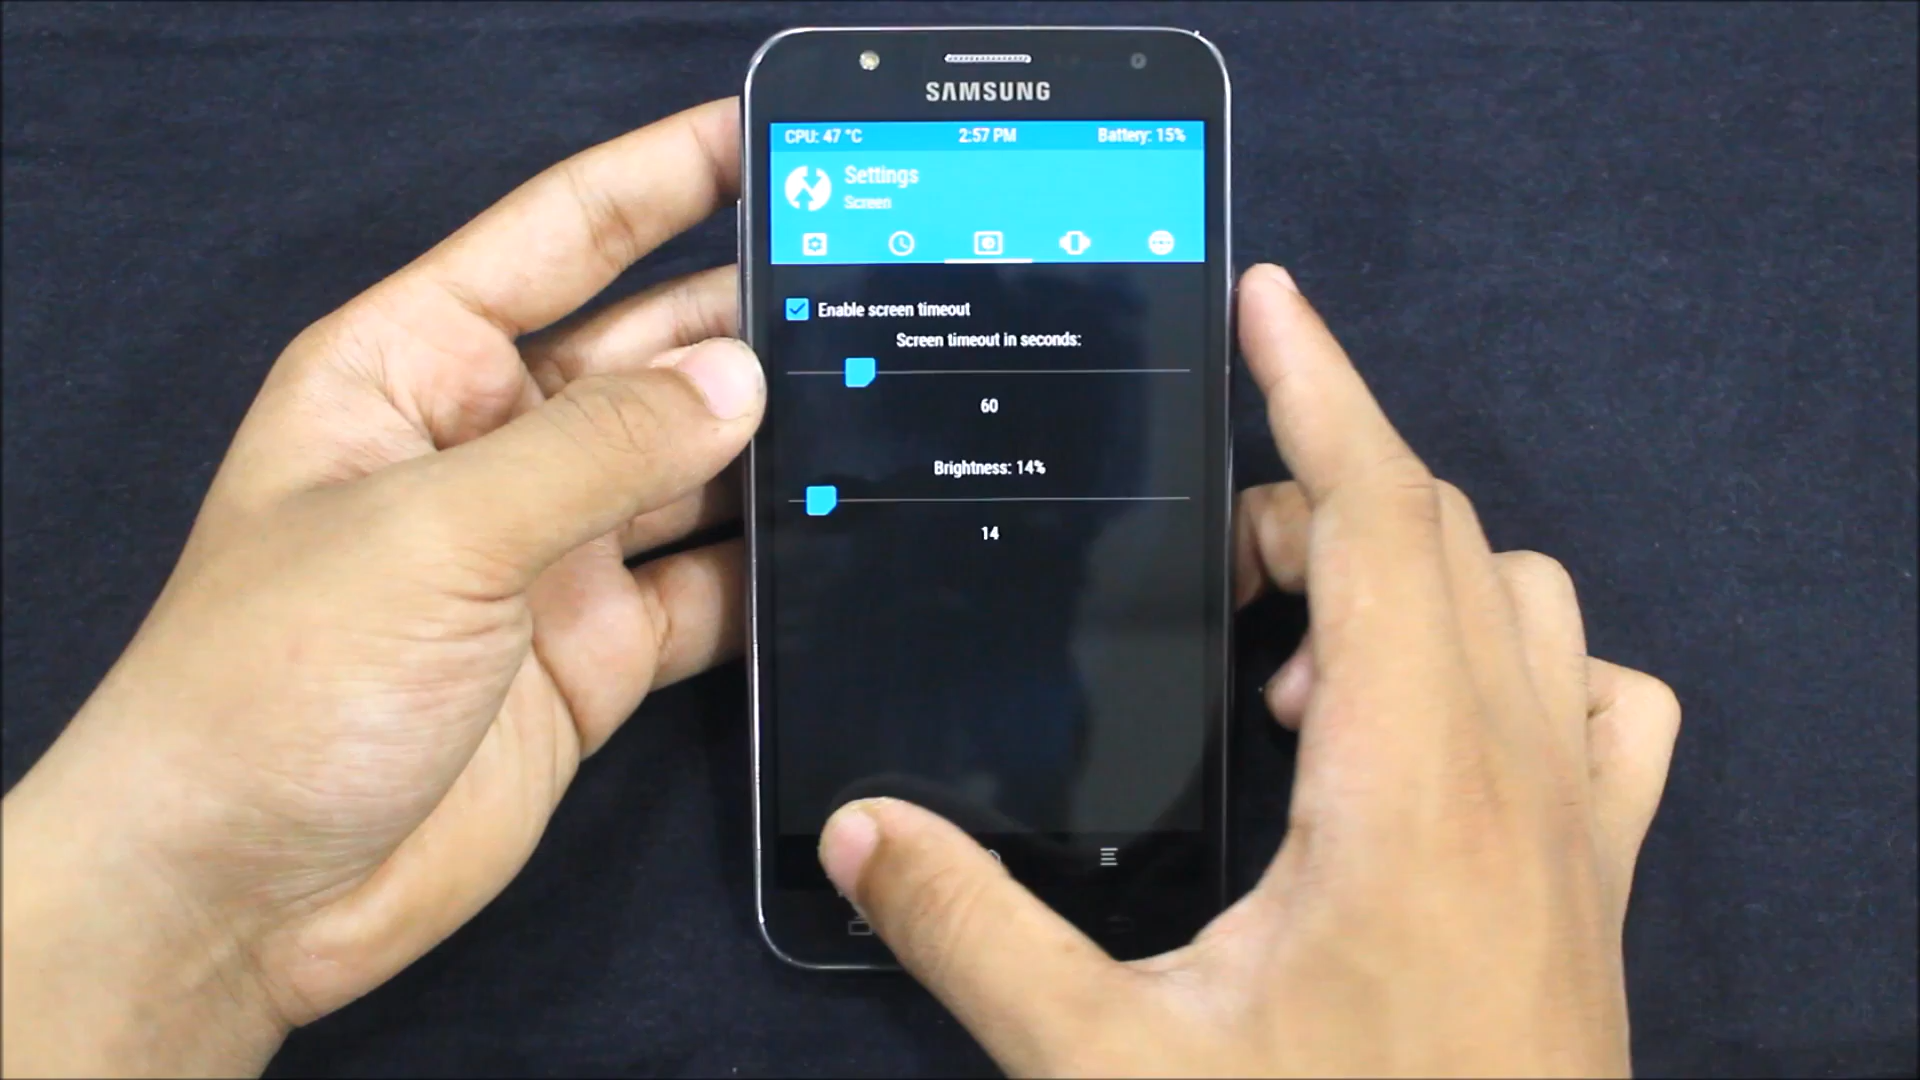 SAMSUNG
CPU: 47 °C 2:57 PM Battery: 15%
Settings
Screen
Enable screen timeout
Screen timeout in seconds:
60
Brightness: 14%
14